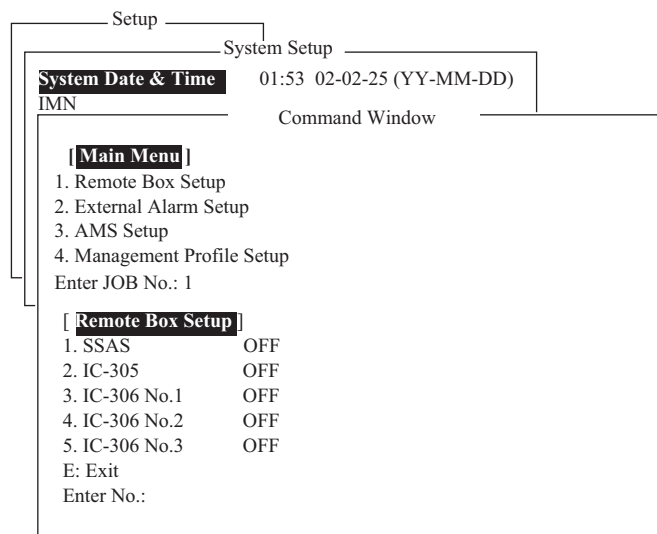 Setup
System Setup
System Date & Time 01:53 02-02-25 (YY-MM-DD)
IMN
Command Window
[ Main Menu ]
1. Remote Box Setup
2. External Alarm Setup
3. AMS Setup
4. Management Profile Setup
Enter JOB No.: 1
[ Remote Box Setup ]
1. SSAS OFF
2. IC-305 OFF
3. IC-306 No.1 OFF
4. IC-306 No.2 OFF
5. IC-306 No.3 OFF
E: Exit
Enter No.: